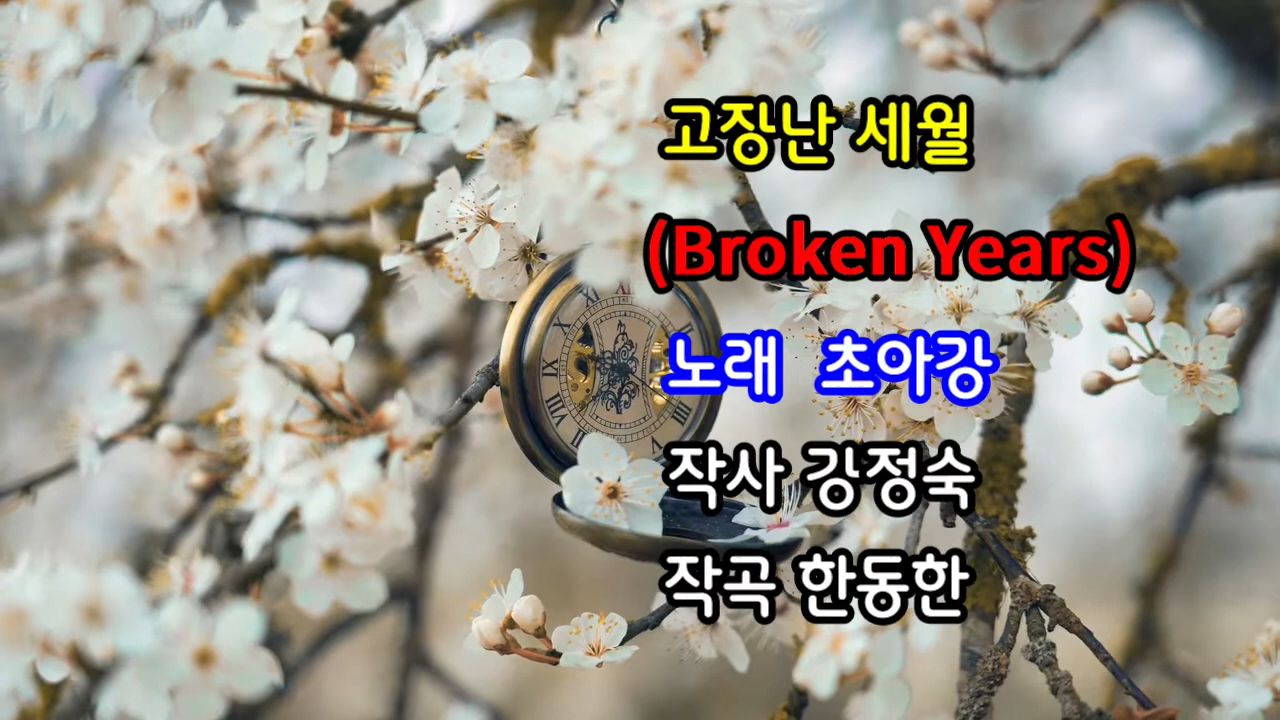 고장난 세월
(Broken Years)
노래 초아강
작사 강정숙
작곡 한동한